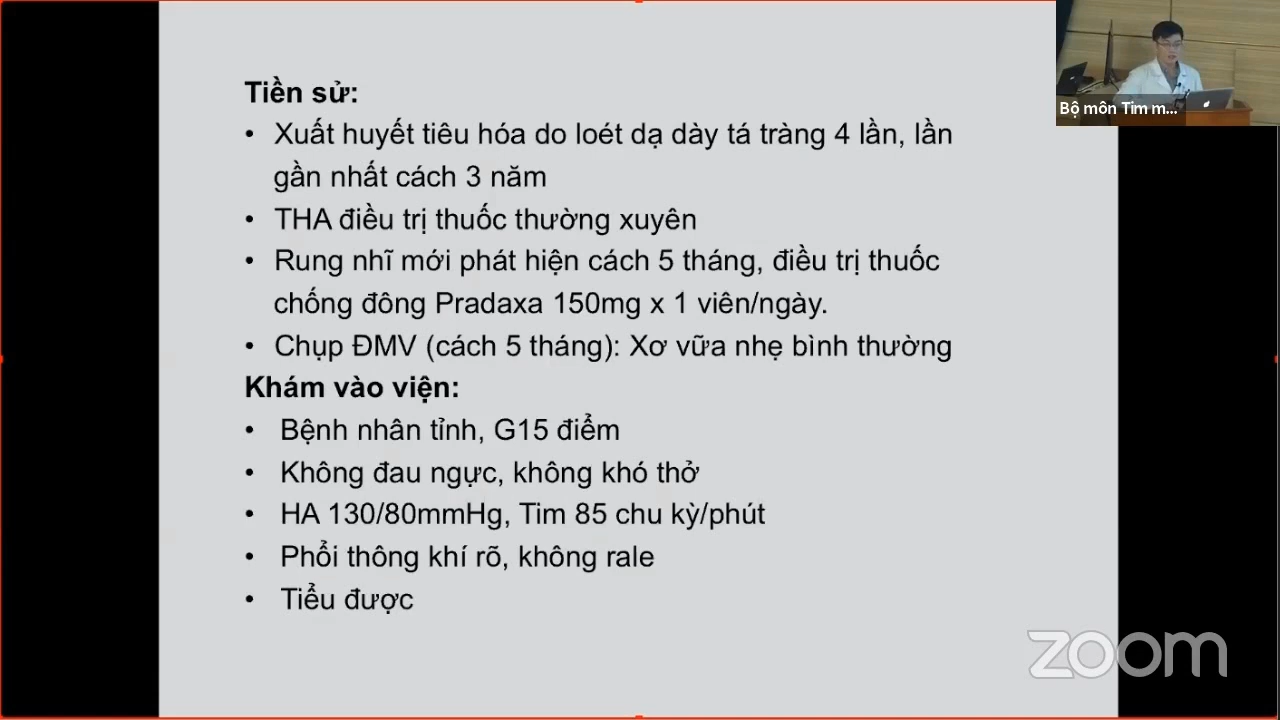 Tiền sử:
• Xuất huyết tiêu hóa do loét dạ dày tá tràng 4 lần, lần
gần nhất cách 3 năm
• THA điều trị thuốc thường xuyên
• Rung nhĩ mới phát hiện cách 5 tháng, điều trị thuốc
chống đông Pradaxa 150mg x 1 viên/ngày.
• Chụp ĐMV (cách 5 tháng): Xơ vữa nhẹ bình thường
Khám vào viện:
• Bệnh nhân tỉnh, G15 điểm
• Không đau ngực, không khó thở
• HA 130/80mmHg, Tim 85 chu kỳ/phút
• Phổi thông khí rõ, không rale
• Tiểu được
Bộ môn Tim m...
zoom